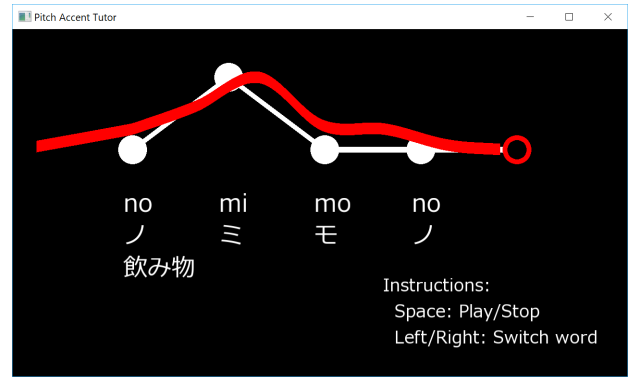 Pitch Accent Tutor
no mi mo no
ノ ミ モ ノ
飲み物
Instructions:
Space: Play/Stop
Left/Right: Switch word